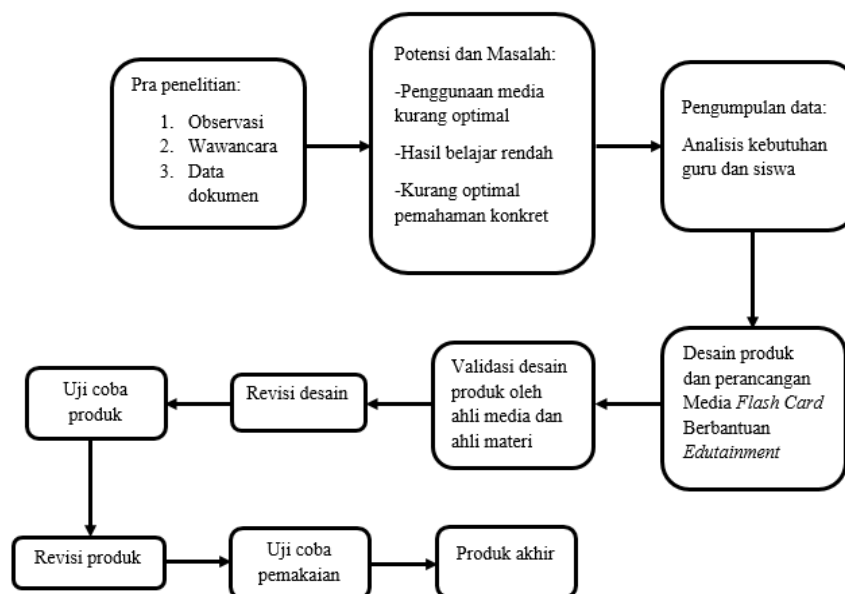 Pra penelitian:
1. Observasi
2. Wawancara
3. Data
dokumen
Potensi dan Masalah:
-Penggunaan media
kurang optimal
-Hasil belajar rendah
-Kurang optimal
pemahaman konkret
Pengumpulan data:
Analisis kebutuhan
guru dan siswa
Desain produk
dan perancangan
Media Flash Card
Berbantuan
Edutainment
Validasi desain
produk oleh
ahli media dan
ahli materi
Revisi desain
Uji coba
produk
Revisi produk
Uji coba
pemakaian
Produk akhir